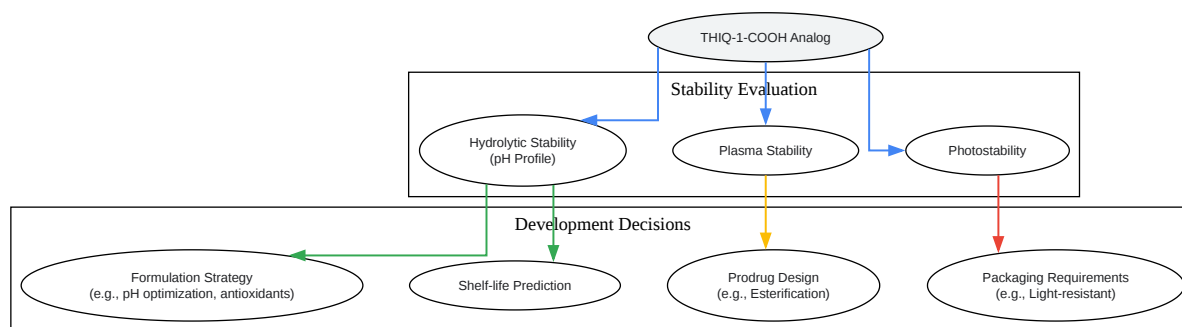 THIQ-1-COOH Analog
Stability Evaluation
Hydrolytic Stability
(pH Profile)
Plasma Stability
Photostability
Development Decisions
Formulation Strategy
(e.g., pH optimization, antioxidants)
Shelf-life Prediction
Prodrug Design
(e.g., Esterification)
Packaging Requirements
(e.g., Light-resistant)